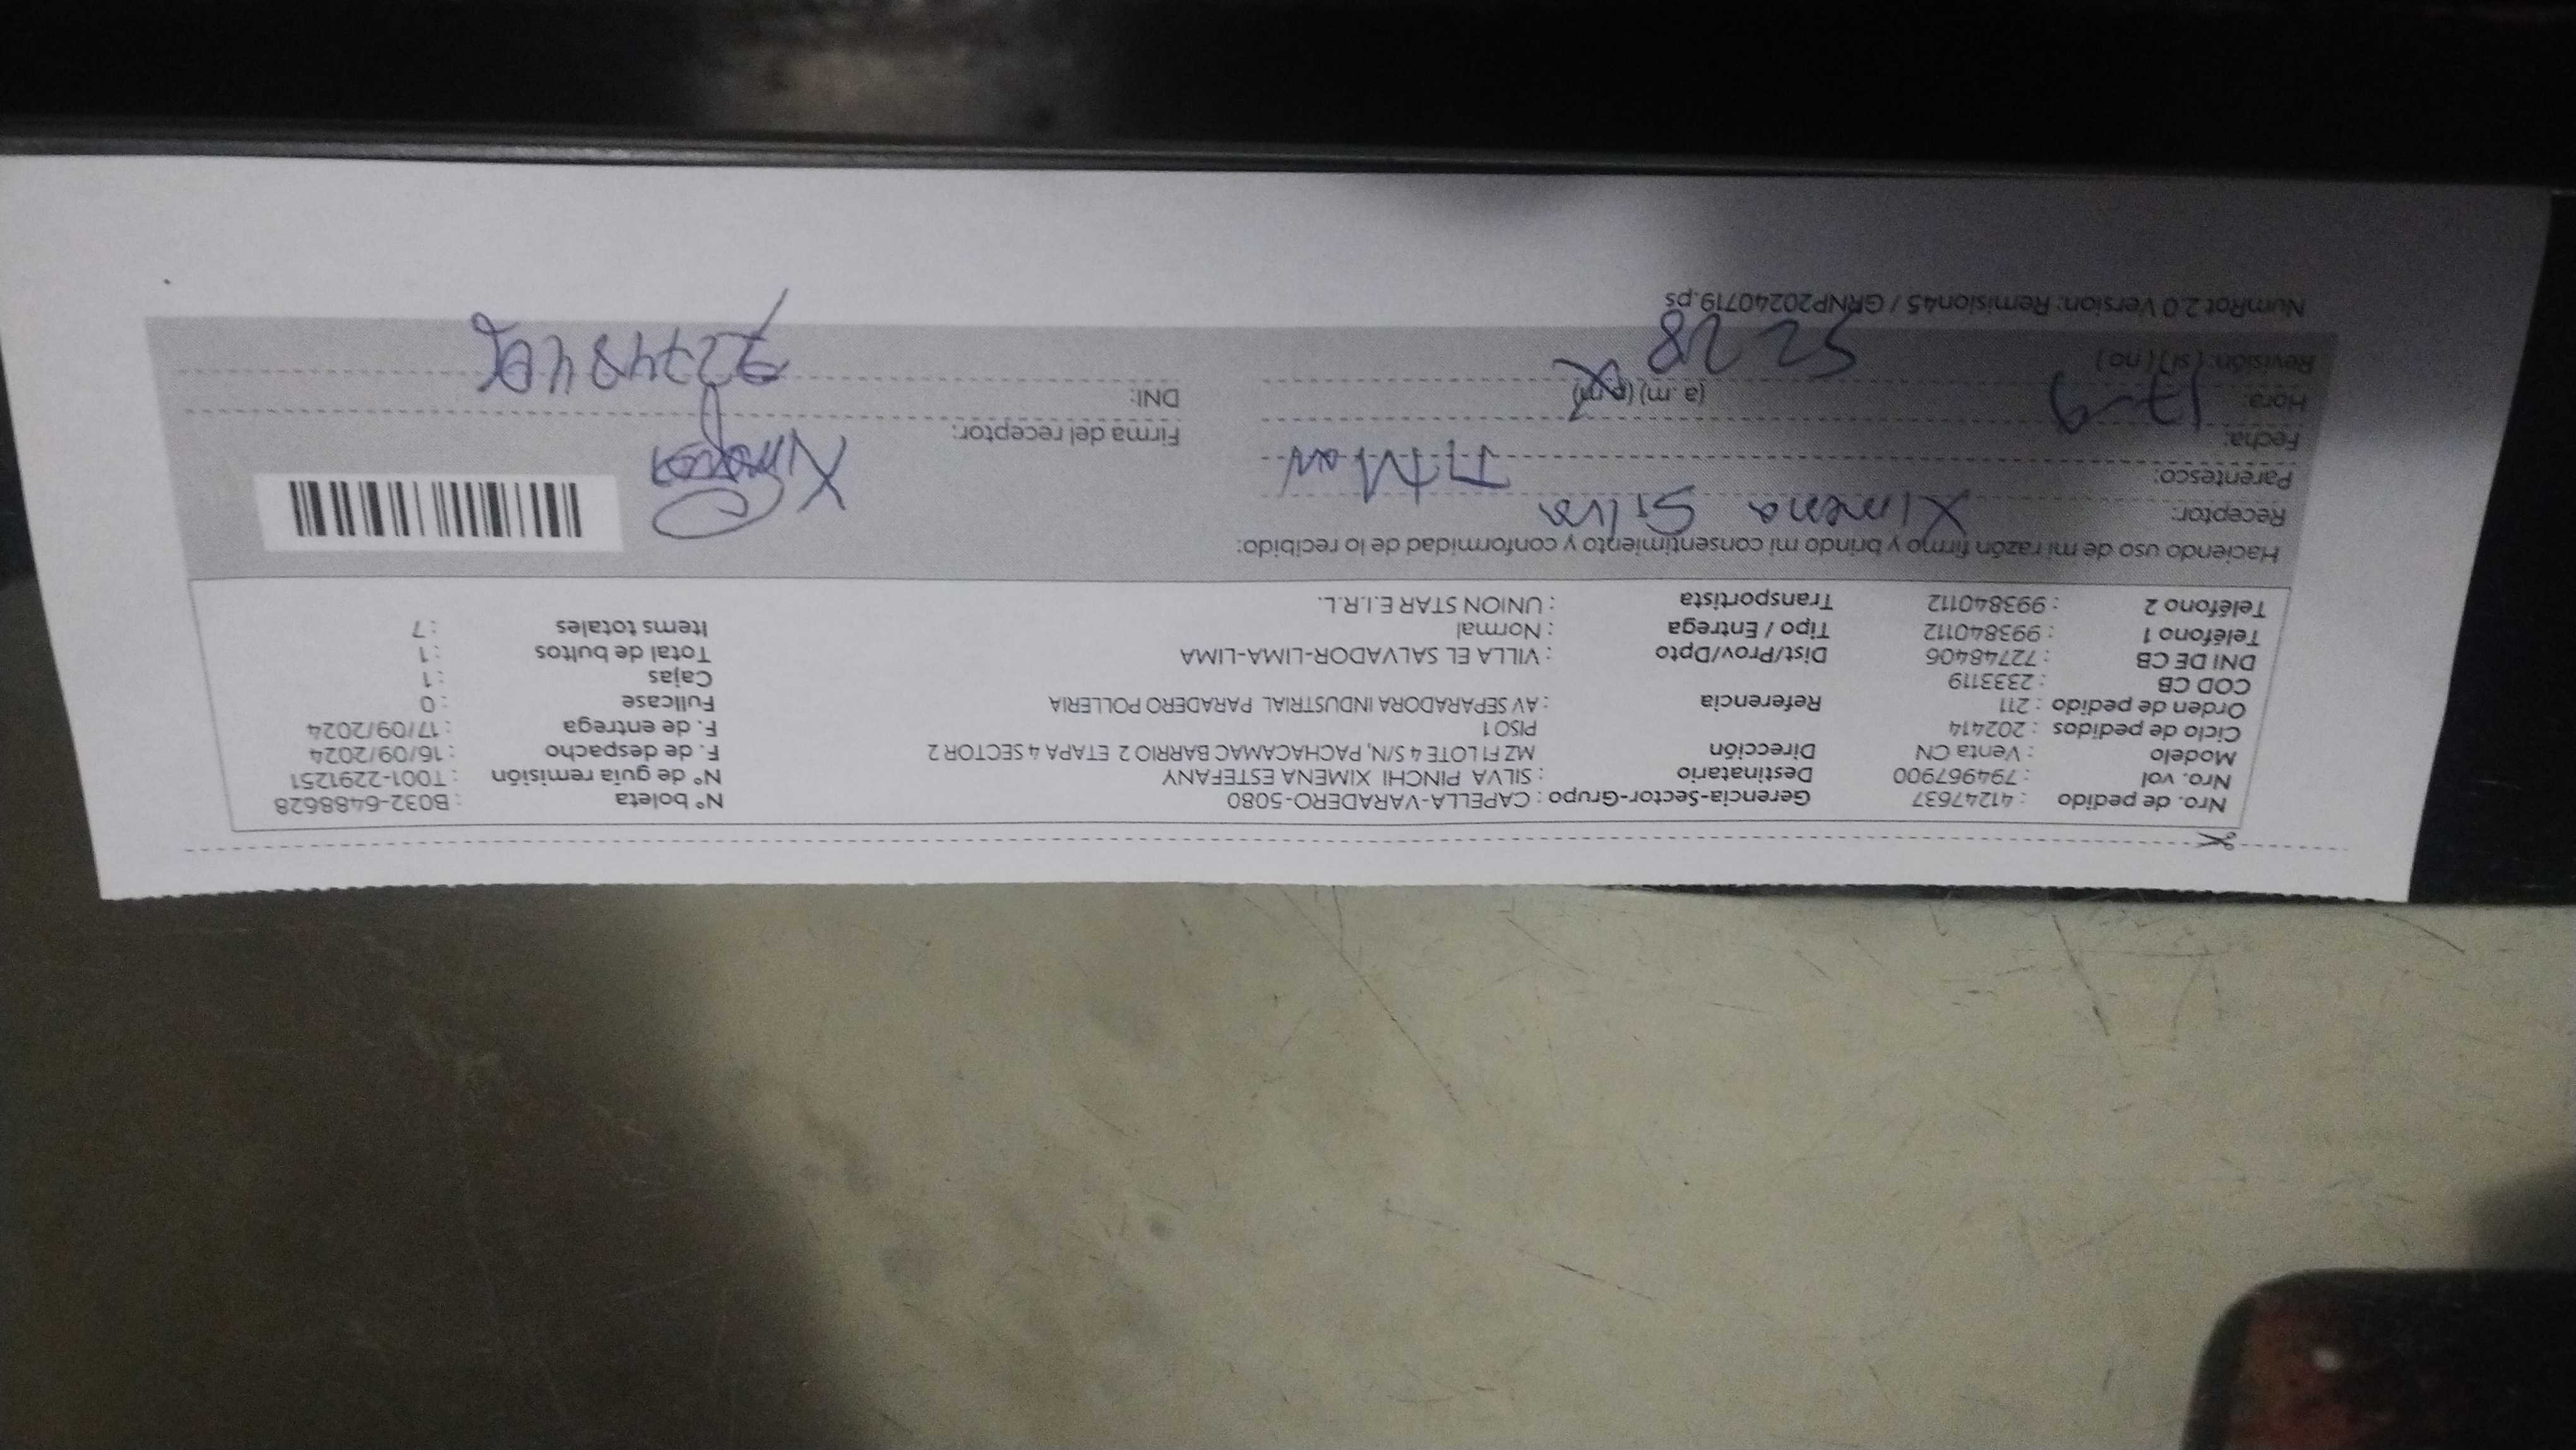 Nro. de pedido : 41247637 Gerencia-Sector-Grupo : CAPELLA-VARADERO-5080 N° boleta : B032-6488628
Nro. vol : 794967900 Destinatario : SILVA PINCHI XIMENA ESTEFANY N° de guía remisión : T001-2291251
Modelo : Venta CN Dirección MZ F1 LOTE 4 S/N, PACHACAMAC BARRIO 2 ETAPA 4 SECTOR 2 F. de despacho : 16/09/2024
Ciclo de pedidos : 202414 PISO 1 F. de entrega : 17/09/2024
Orden de pedido : 211 Referencia : AV SEPARADORA INDUSTRIAL PARADERO POLLERIA Fullcase : 0
COD CB : 2333119 Cajas : 1
DNI DE CB : 72748406 Dist/Prov/Dpto : VILLA EL SALVADOR-LIMA-LIMA Total de bultos : 1
Teléfono 1 : 993840112 Tipo / Entrega : Normal Items totales : 7
Teléfono 2 : 993840112 Transportista : UNION STAR E.I.R.L.
Haciendo uso de mi razón firmo y brindo mi consentimiento y conformidad de lo recibido:
Receptor: Ximena Silva
Parentesco:
Fecha: 17-9 Firma del receptor: Ximena
Hora: (a.m) (p.m) DNI:
Revisión: (si) (no)
NumRot 2.0 Version: Remision45 / GRNP20240719.ps